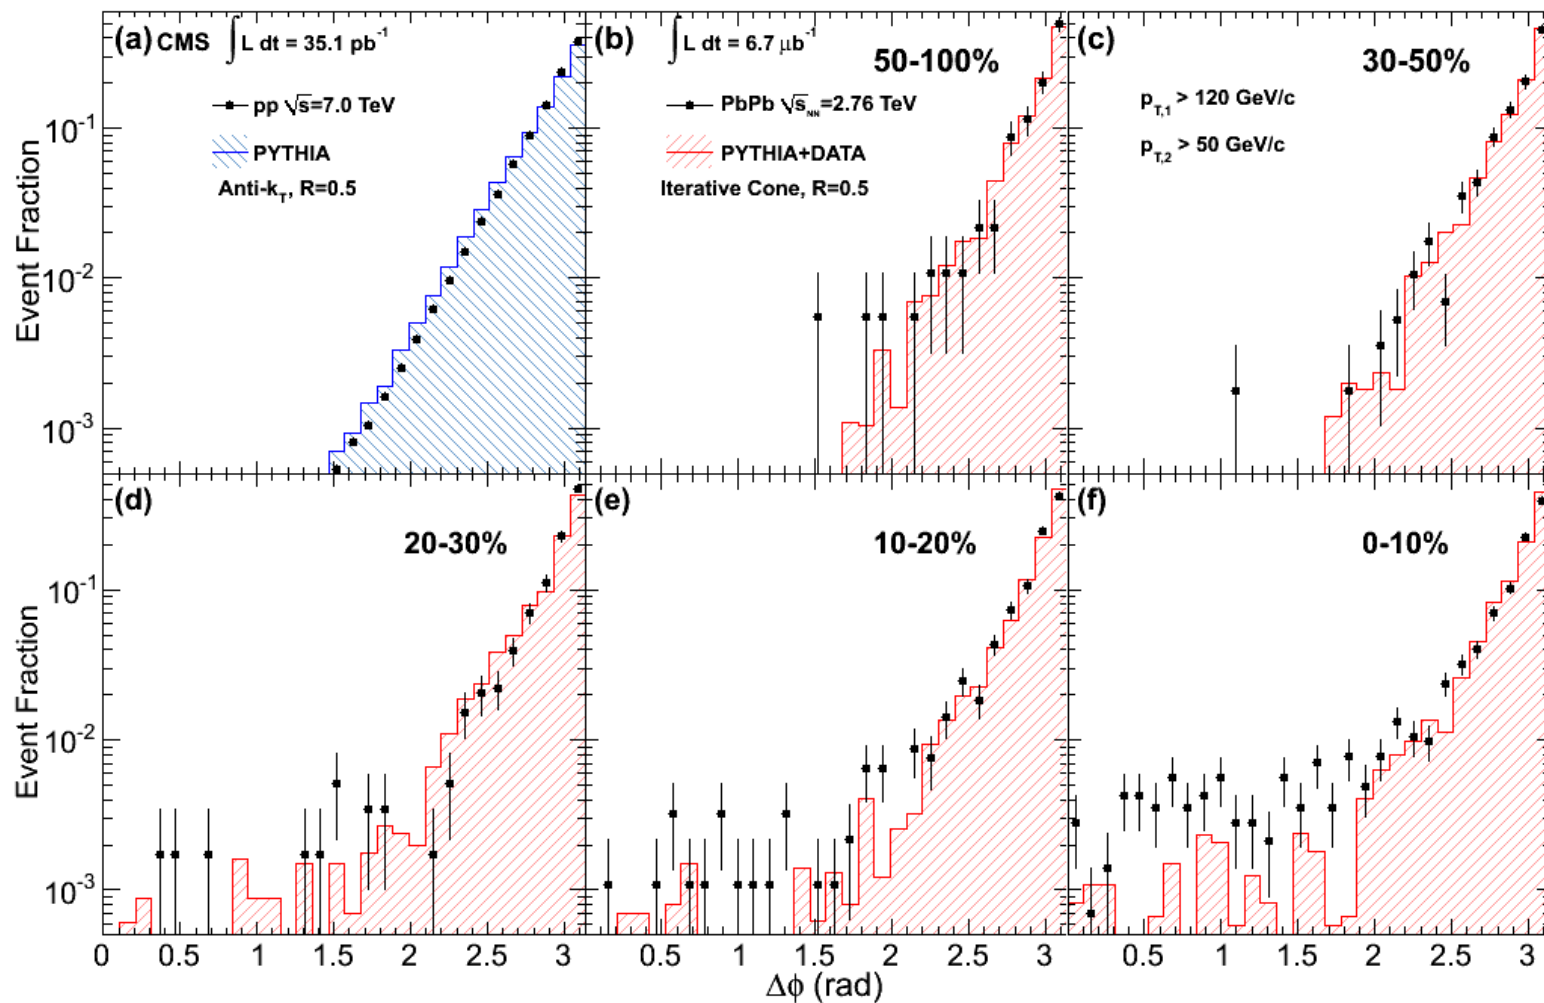 (a) CMS ∫ L dt = 35.1 pb⁻¹
pp √s=7.0 TeV
PYTHIA
Anti-k_T, R=0.5
(b) ∫ L dt = 6.7 μb⁻¹
50-100%
PbPb √s_NN=2.76 TeV
PYTHIA+DATA
Iterative Cone, R=0.5
(c)
30-50%
p_T,1 > 120 GeV/c
p_T,2 > 50 GeV/c
Event Fraction
10⁻¹
10⁻²
10⁻³
(d)
20-30%
(e)
10-20%
(f)
0-10%
Event Fraction
10⁻¹
10⁻²
10⁻³
0 0.5 1 1.5 2 2.5 3 0.5 1 1.5 2 2.5 3 0.5 1 1.5 2 2.5 3
Δϕ (rad)